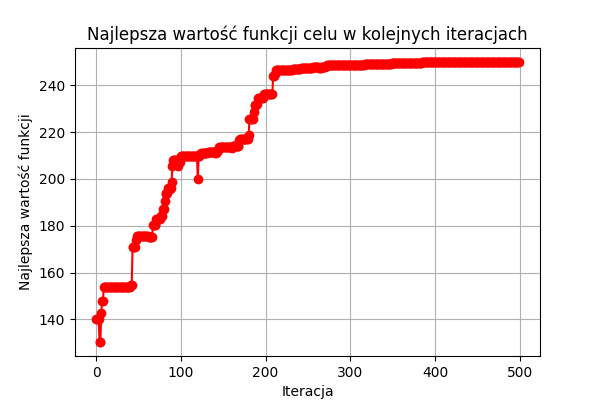 Najlepsza wartość funkcji celu w kolejnych iteracjach
Najlepsza wartość funkcji
240
220
200
180
160
140
0 100 200 300 400 500
Iteracja